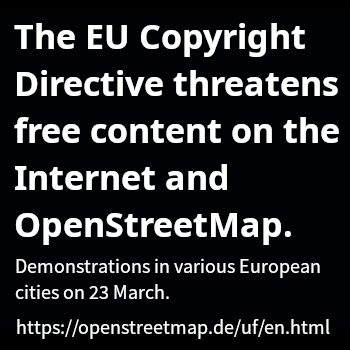 The EU Copyright
Directive threatens
free content on the
Internet and
OpenStreetMap.
Demonstrations in various European
cities on 23 March.
https://openstreetmap.de/uf/en.html